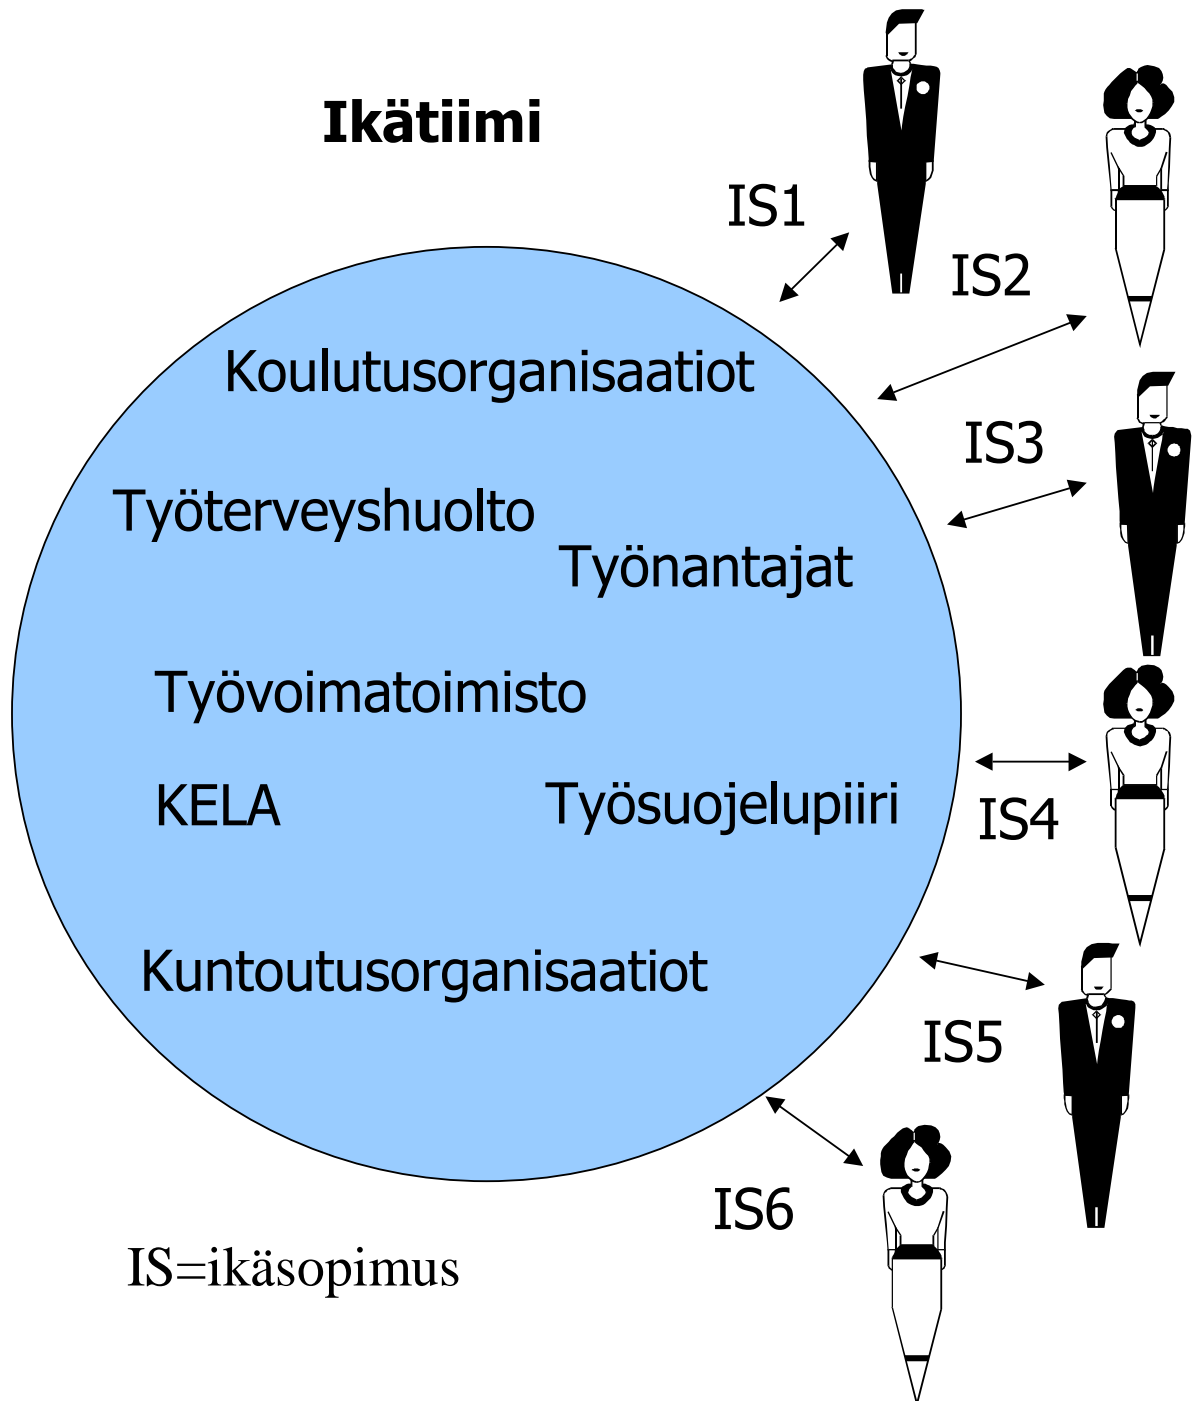 Ikätiimi
IS1
IS2
Koulutusorganisaatiot
IS3
Työterveyshuolto
Työnantajat
Työvoimatoimisto
KELA
Työsuojelupiiri
IS4
Kuntoutusorganisaatiot
IS5
IS6
IS=ikäsopimus